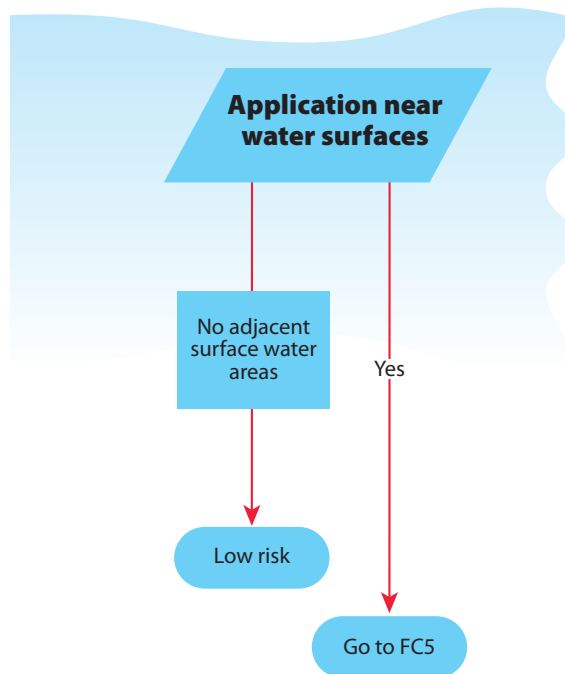 Application near
water surfaces
No adjacent
surface water
areas
Yes
Low risk
Go to FC5